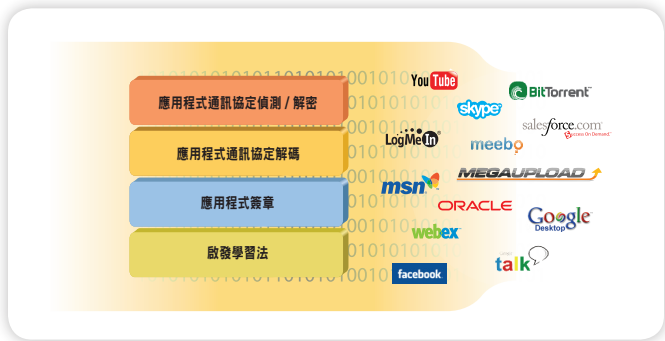 應用程式通訊協定偵測 / 解密
應用程式通訊協定解碼
應用程式簽章
啟發學習法
YouTube
BitTorrent
skype
salesforce.com
Success On Demand
LogMeIn
meebo
MEGAUPLOAD
msn
ORACLE
Google
Desktop
webex
talk
facebook